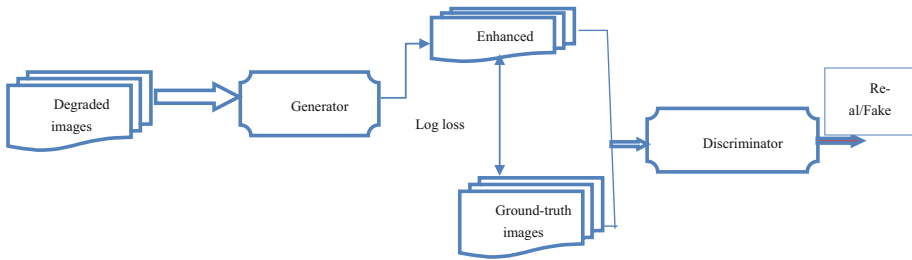 Degraded
images
Generator
Enhanced
Log loss
Ground-truth
images
Discriminator
Re-
al/Fake